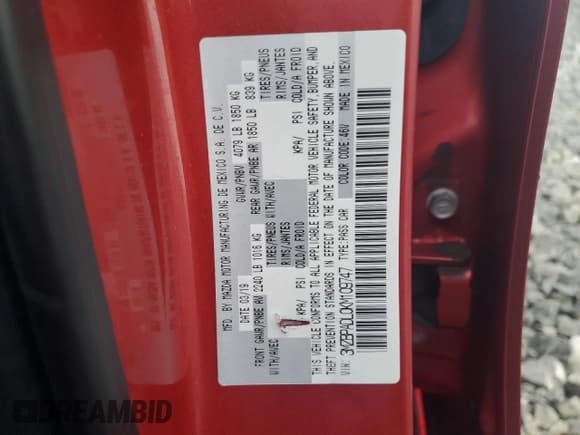 MFD. BY MAZDA MOTOR MANUFACTURING DE MEXICO S.A. DE C.V.
DATE 03/19 GVWR/PNBV 4079 LB 1850 KG
FRONT GAWR/PNBE AV 2240 LB 1016 KG REAR GAWR/PNBE AR 1850 LB 839 KG
WITH/AVEC TIRES/PNEUS WITH/AVEC TIRES/PNEUS
RIMS/JANTES RIMS/JANTES
KPA/ PSI COLD/A FROID KPA/ PSI COLD/A FROID
THIS VEHICLE CONFORMS TO ALL APPLICABLE FEDERAL MOTOR VEHICLE SAFETY, BUMPER, AND
THEFT PREVENTION STANDARDS IN EFFECT ON THE DATE OF MANUFACTURE SHOWN ABOVE.
VIN: 3MZBPADL0KM109747 TYPE:PASS.CAR COLOR CODE:46V MADE IN MEXICO
DREAMBID